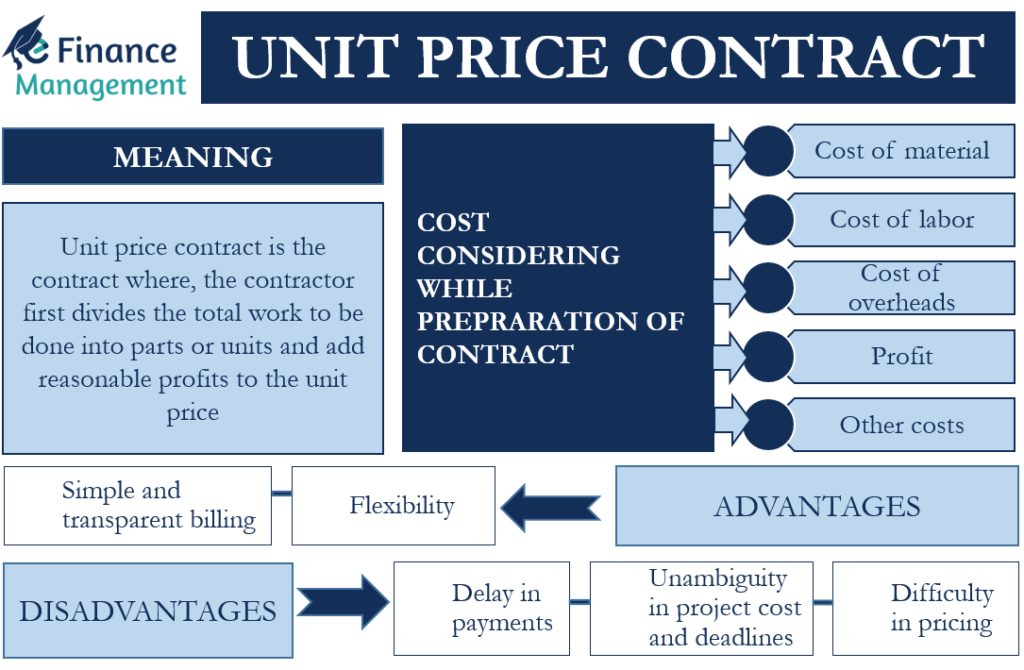 Finance
Management
UNIT PRICE CONTRACT
MEANING
Unit price contract is the
contract where, the contractor
first divides the total work to be
done into parts or units and add
reasonable profits to the unit
price
COST
CONSIDERING
WHILE
PREPRARATION OF
CONTRACT
Cost of material
Cost of labor
Cost of
overheads
Profit
Other costs
Simple and
transparent billing
Flexibility
ADVANTAGES
DISADVANTAGES
Delay in
payments
Unambiguity
in project cost
and deadlines
Difficulty
in pricing